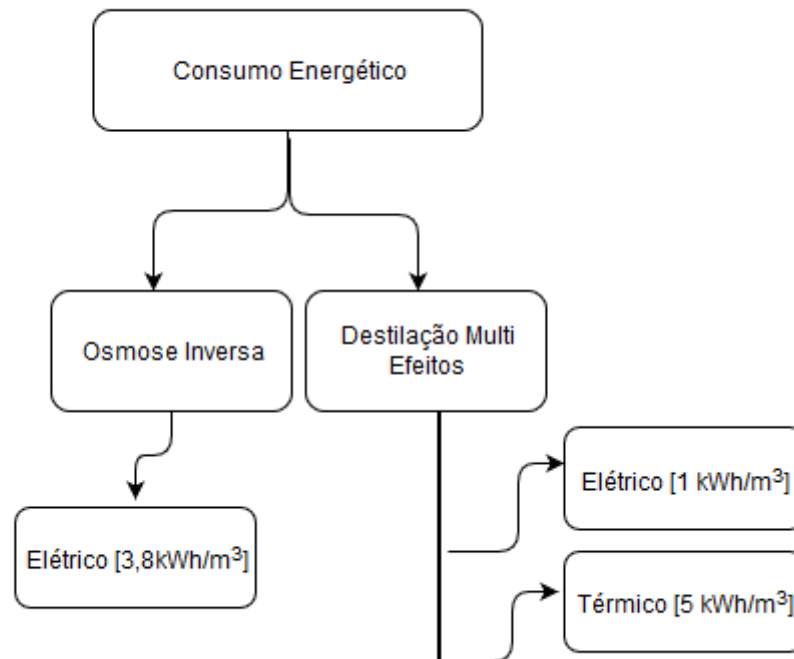 Consumo Energético
Osmose Inversa
Destilação Multi
Efeitos
Elétrico [1 kWh/m³]
Elétrico [3,8kWh/m³]
Térmico [5 kWh/m³]